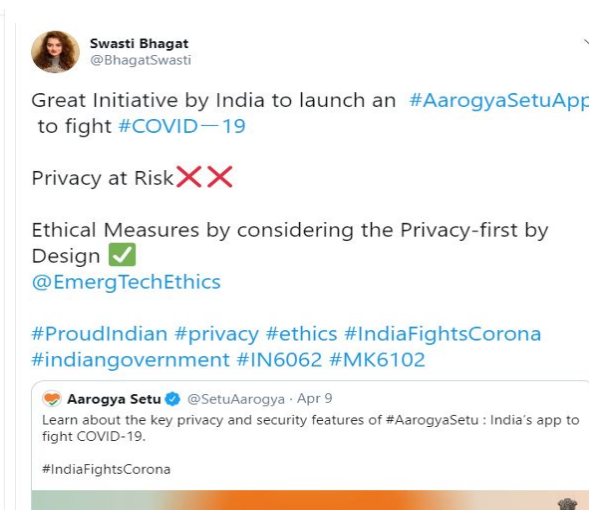 Swasti Bhagat
@BhagatSwasti
Great Initiative by India to launch an #AarogyaSetuApp
to fight #COVID—19
Privacy at Risk❌❌
Ethical Measures by considering the Privacy-first by
Design ✅
@EmergTechEthics
#ProudIndian #privacy #ethics #IndiaFightsCorona
#indiangovernment #IN6062 #MK6102
Aarogya Setu @SetuAarogya · Apr 9
Learn about the key privacy and security features of #AarogyaSetu : India's app to
fight COVID-19.
#IndiaFightsCorona